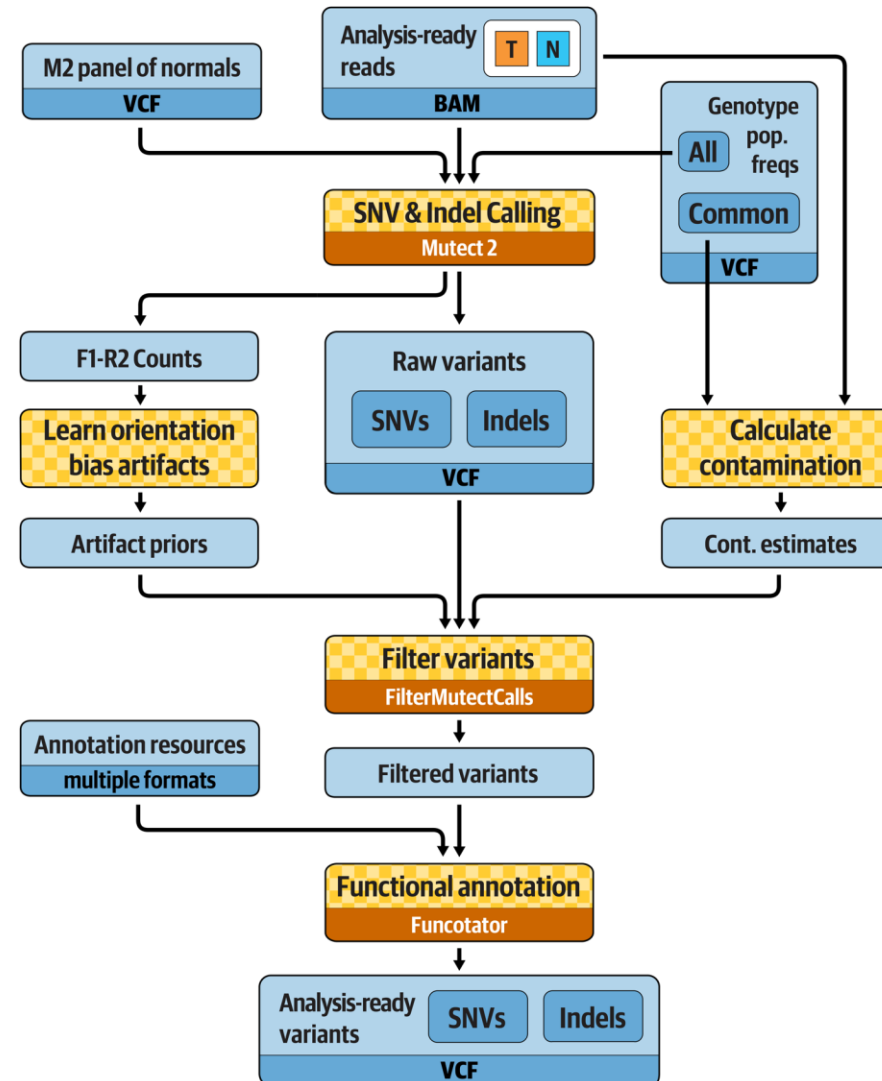 M2 panel of normals
VCF
Analysis-ready
reads
T
N
BAM
Genotype
pop.
freqs
All
Common
VCF
SNV & Indel Calling
Mutect 2
F1-R2 Counts
Raw variants
SNVs
Indels
VCF
Learn orientation
bias artifacts
Calculate
contamination
Artifact priors
Cont. estimates
Filter variants
FilterMutectCalls
Annotation resources
multiple formats
Filtered variants
Functional annotation
Funcotator
Analysis-ready
variants
SNVs
Indels
VCF